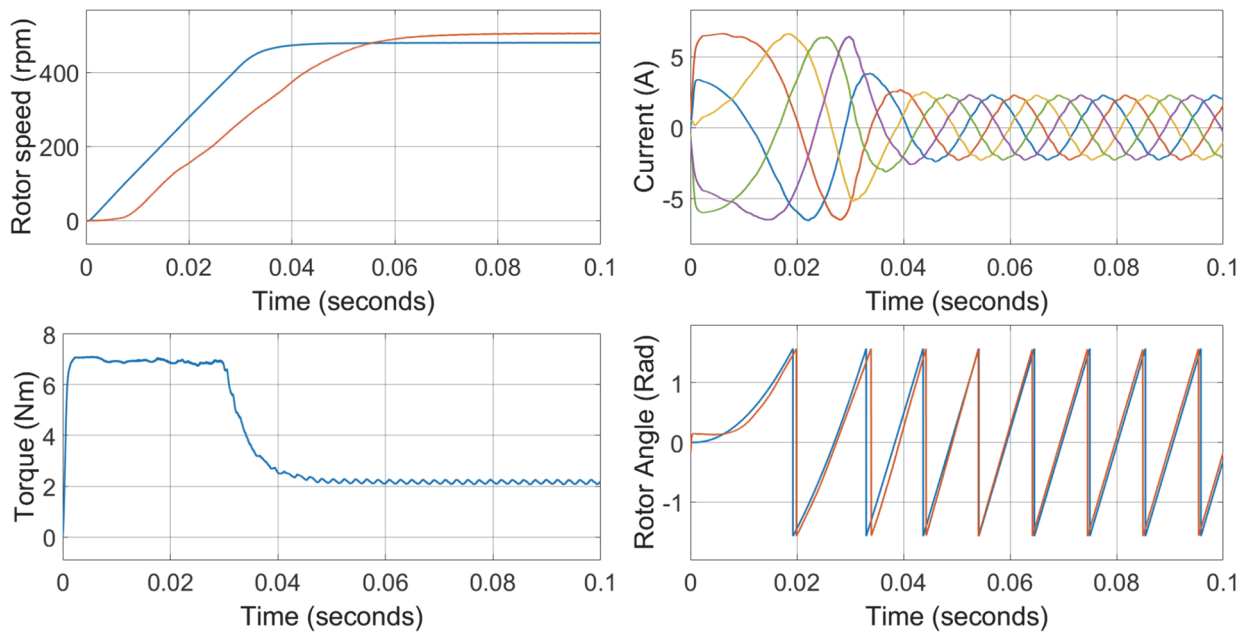 Rotor speed (rpm)
400
200
0
0 0.02 0.04 0.06 0.08 0.1
Time (seconds)
Current (A)
5
0
-5
0 0.02 0.04 0.06 0.08 0.1
Time (seconds)
Torque (Nm)
8
6
4
2
0
0 0.02 0.04 0.06 0.08 0.1
Time (seconds)
Rotor Angle (Rad)
1
0
-1
0 0.02 0.04 0.06 0.08 0.1
Time (seconds)